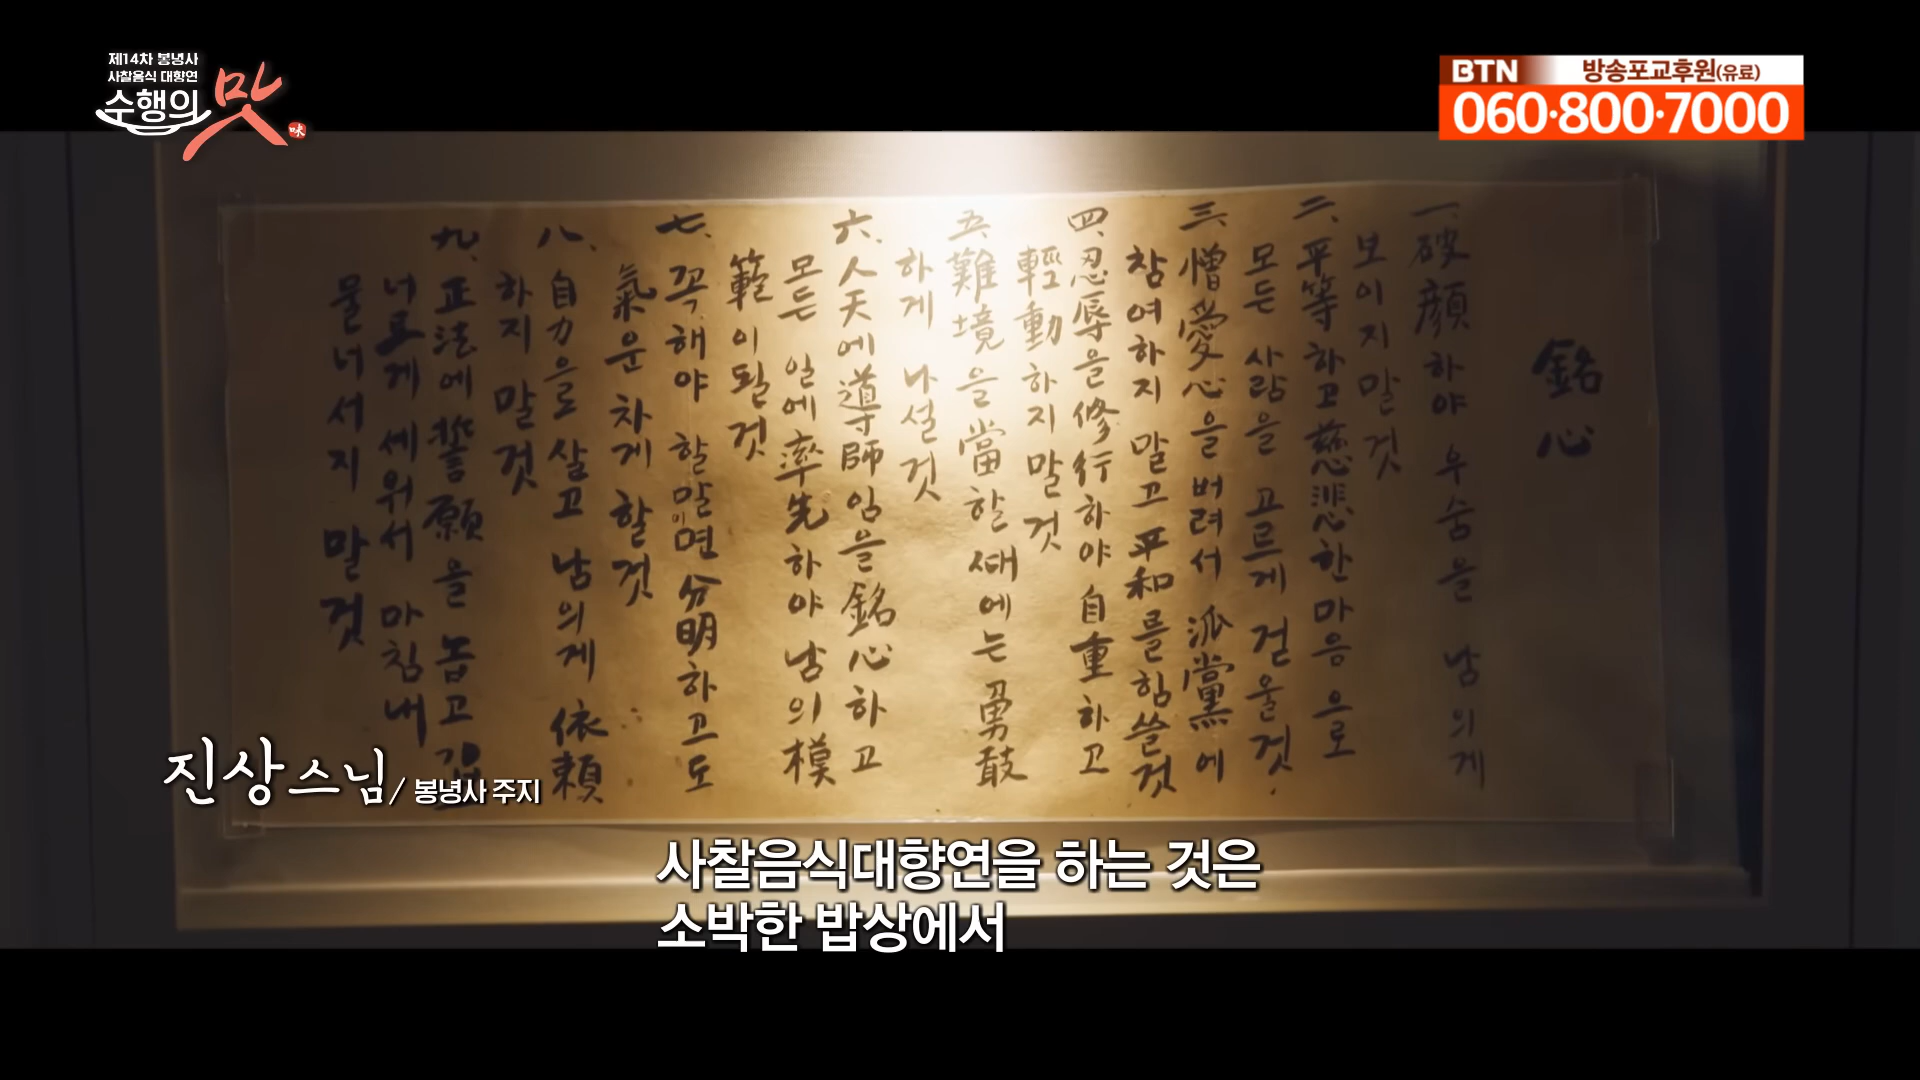 제14차 봉녕사
사찰음식 대향연
수행의 맛
味
BTN 방송포교후원(유료)
060·800·7000
銘心
一、破顔하야 우숨을 남의게
보이지말것
二、平等하고 慈悲한마음으로
모든 사람을 고르게 걷울것
三、憎愛心을 버려서 派黨에
참여하지 말고 平和를 힘쓸것
四、忍辱을 修行하야 自重하고
輕動하지말것
五、難境을 當할 ᄯᅢ에는 勇敢
하게 나설것
六、人天에 導師임을 銘心하고
모든 일에 率先하야 남의 模
範이될것
七、꼭 해야 할말이면 分明하고도
氣운차게 할것
八、自力으로 살고 남의게 依賴
하지 말것
九、正法에 誓願을 높고
너르게 세워서 마침내
물너서지 말것
진상스님/봉녕사 주지
사찰음식대향연을 하는 것은
소박한 밥상에서